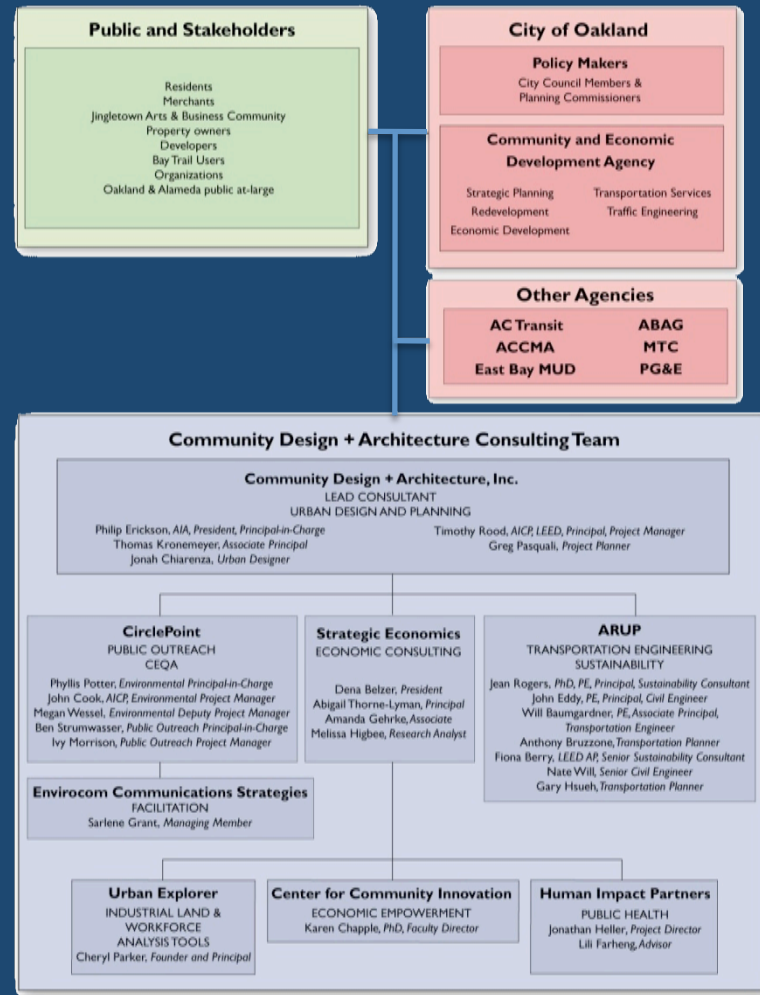 Public and Stakeholders
Residents
Merchants
Jingletown Arts & Business Community
Property owners
Developers
Bay Trail Users
Organizations
Oakland & Alameda public at-large
City of Oakland
Policy Makers
City Council Members &
Planning Commissioners
Community and Economic
Development Agency
Strategic Planning
Redevelopment
Economic Development
Transportation Services
Traffic Engineering
Other Agencies
AC Transit
ACCMA
East Bay MUD
ABAG
MTC
PG&E
Community Design + Architecture Consulting Team
Community Design + Architecture, Inc.
LEAD CONSULTANT
URBAN DESIGN AND PLANNING
Philip Erickson, AIA, President, Principal-in-Charge
Thomas Kronemeyer, Associate Principal
Jonah Chiarenza, Urban Designer
Timothy Rood, AICP, LEED, Principal, Project Manager
Greg Pasquali, Project Planner
CirclePoint
PUBLIC OUTREACH
CEQA
Phyllis Potter, Environmental Principal-in-Charge
John Cook, AICP, Environmental Project Manager
Megan Wessel, Environmental Deputy Project Manager
Ben Strumwasser, Public Outreach Principal-in-Charge
Ivy Morrison, Public Outreach Project Manager
Envirocom Communications Strategies
FACILITATION
Sarlene Grant, Managing Member
Strategic Economics
ECONOMIC CONSULTING
Dena Belzer, President
Abigail Thorne-Lyman, Principal
Amanda Gehrke, Associate
Melissa Higbee, Research Analyst
ARUP
TRANSPORTATION ENGINEERING
SUSTAINABILITY
Jean Rogers, PhD, PE, Principal, Sustainability Consultant
John Eddy, PE, Principal, Civil Engineer
Will Baumgardner, PE, Associate Principal,
Transportation Engineer
Anthony Bruzzone, Transportation Planner
Fiona Berry, LEED AP, Senior Sustainability Consultant
Nate Will, Senior Civil Engineer
Gary Hsueh, Transportation Planner
Urban Explorer
INDUSTRIAL LAND &
WORKFORCE
ANALYSIS TOOLS
Cheryl Parker, Founder and Principal
Center for Community Innovation
ECONOMIC EMPOWERMENT
Karen Chapple, PhD, Faculty Director
Human Impact Partners
PUBLIC HEALTH
Jonathan Heller, Project Director
Lili Farheng, Advisor